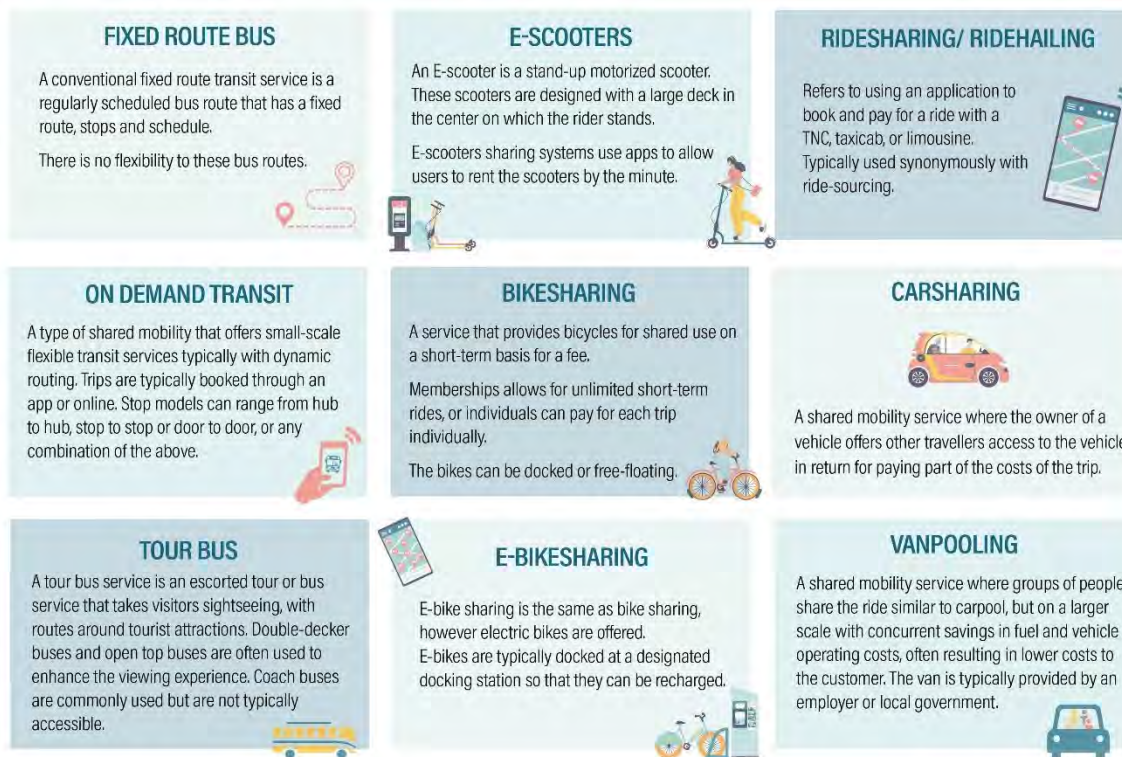 FIXED ROUTE BUS
A conventional fixed route transit service is a
regularly scheduled bus route that has a fixed
route, stops and schedule.
There is no flexibility to these bus routes.
E-SCOOTERS
An E-scooter is a stand-up motorized scooter.
These scooters are designed with a large deck in
the center on which the rider stands.
E-scooters sharing systems use apps to allow
users to rent the scooters by the minute.
RIDESHARING/ RIDEHAILING
Refers to using an application to
book and pay for a ride with a
TNC, taxicab, or limousine.
Typically used synonymously with
ride-sourcing.
ON DEMAND TRANSIT
A type of shared mobility that offers small-scale
flexible transit services typically with dynamic
routing. Trips are typically booked through an
app or online. Stop models can range from hub
to hub, stop to stop or door to door, or any
combination of the above.
BIKESHARING
A service that provides bicycles for shared use on
a short-term basis for a fee.
Memberships allows for unlimited short-term
rides, or individuals can pay for each trip
individually.
The bikes can be docked or free-floating.
CARSHARING
A shared mobility service where the owner of a
vehicle offers other travellers access to the vehicle
in return for paying part of the costs of the trip.
TOUR BUS
A tour bus service is an escorted tour or bus
service that takes visitors sightseeing, with
routes around tourist attractions. Double-decker
buses and open top buses are often used to
enhance the viewing experience. Coach buses
are commonly used but are not typically
accessible.
E-BIKESHARING
E-bike sharing is the same as bike sharing,
however electric bikes are offered.
E-bikes are typically docked at a designated
docking station so that they can be recharged.
VANPOOLING
A shared mobility service where groups of people
share the ride similar to carpool, but on a larger
scale with concurrent savings in fuel and vehicle
operating costs, often resulting in lower costs to
the customer. The van is typically provided by an
employer or local government.